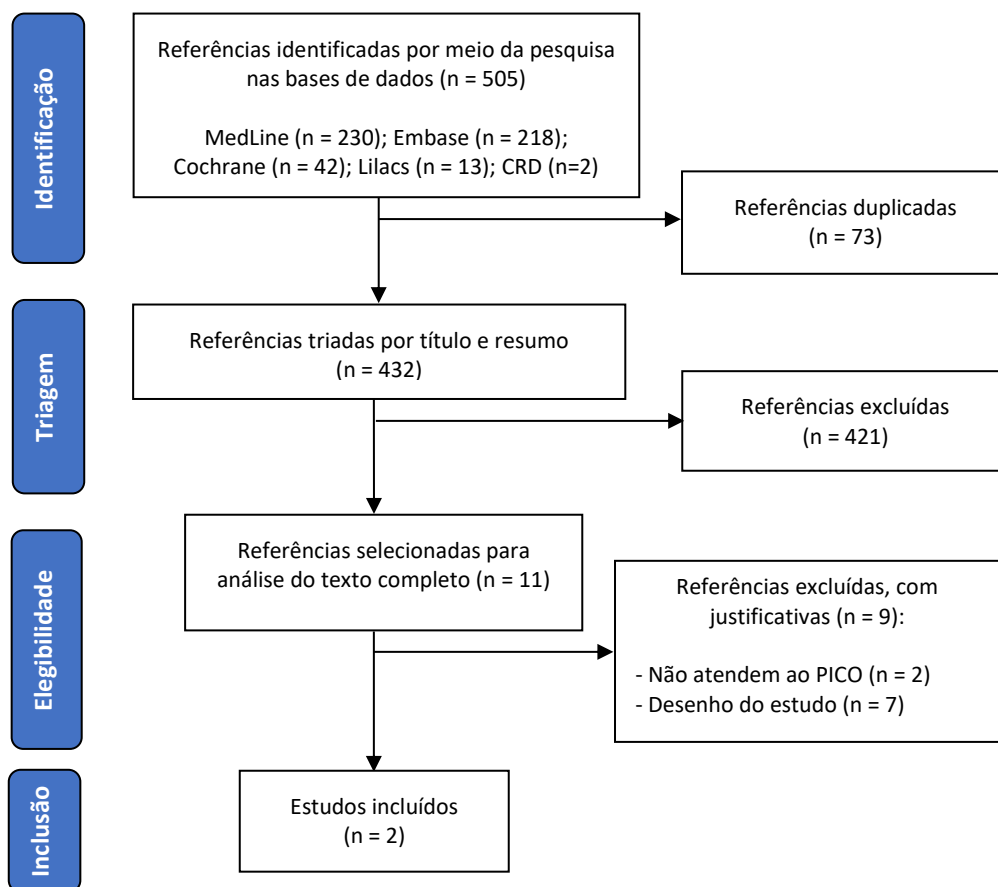 Identificação
Referências identificadas por meio da pesquisa
nas bases de dados (n = 505)
MedLine (n = 230); Embase (n = 218);
Cochrane (n = 42); Lilacs (n = 13); CRD (n=2)
Referências duplicadas
(n = 73)
Triagem
Referências triadas por título e resumo
(n = 432)
Referências excluídas
(n = 421)
Elegibilidade
Referências selecionadas para
análise do texto completo (n = 11)
Referências excluídas, com
justificativas (n = 9):
- Não atendem ao PICO (n = 2)
- Desenho do estudo (n = 7)
Inclusão
Estudos incluídos
(n = 2)